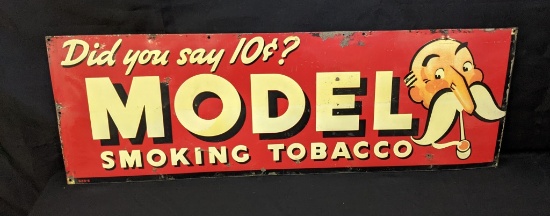 Did you say 10¢?
MODEL
SMOKING TOBACCO